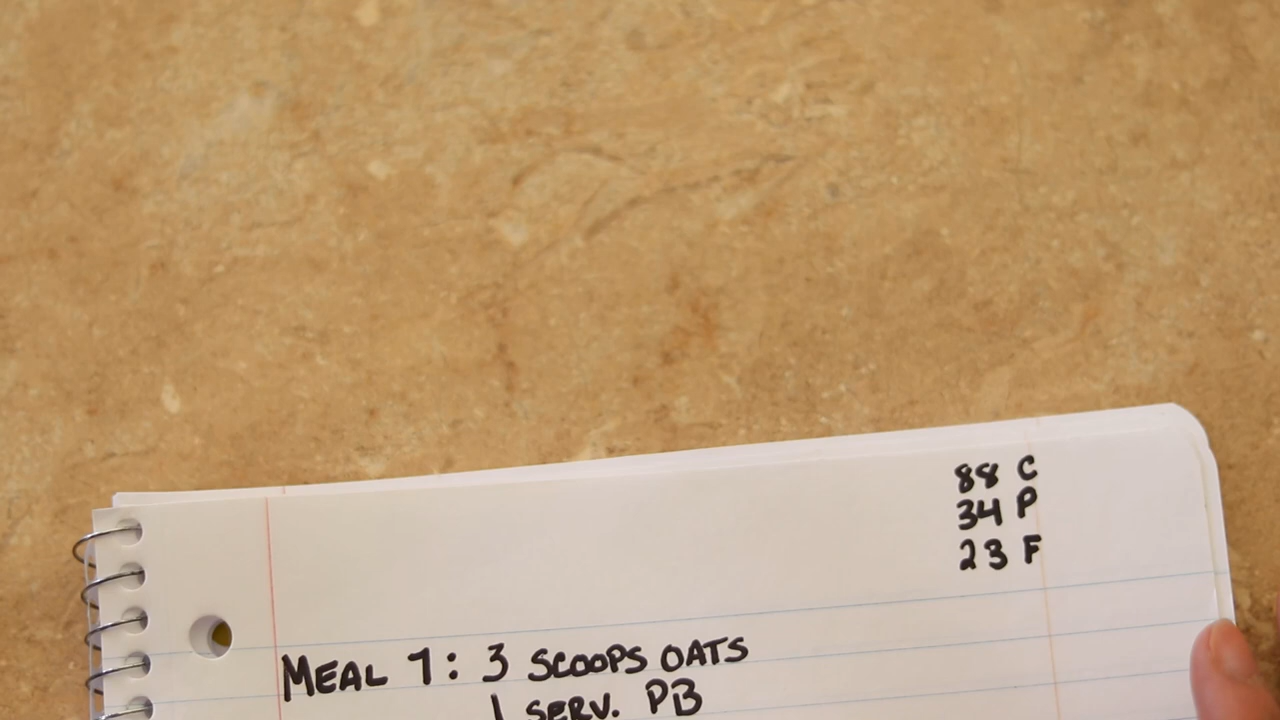 88 C
34 P
23 F
MEAL 1: 3 SCOOPS OATS
1 SERV. PB